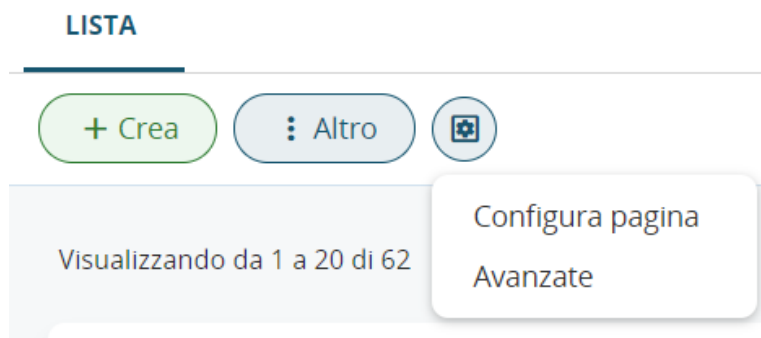 LISTA
+ Crea
Altro
Configura pagina
Visualizzando da 1 a 20 di 62
Avanzate